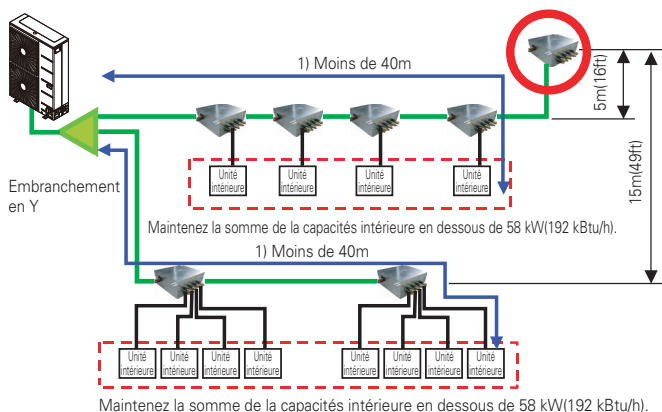 1) Moins de 40m
5m(16ft)
15m(49ft)
Unité
intérieure
Unité
intérieure
Unité
intérieure
Unité
intérieure
Embranchement
en Y
Maintenez la somme de la capacités intérieure en dessous de 58 kW(192 kBtu/h).
1) Moins de 40m
Unité
intérieure
Unité
intérieure
Unité
intérieure
Unité
intérieure
Unité
intérieure
Unité
intérieure
Unité
intérieure
Unité
intérieure
Maintenez la somme de la capacités intérieure en dessous de 58 kW(192 kBtu/h).